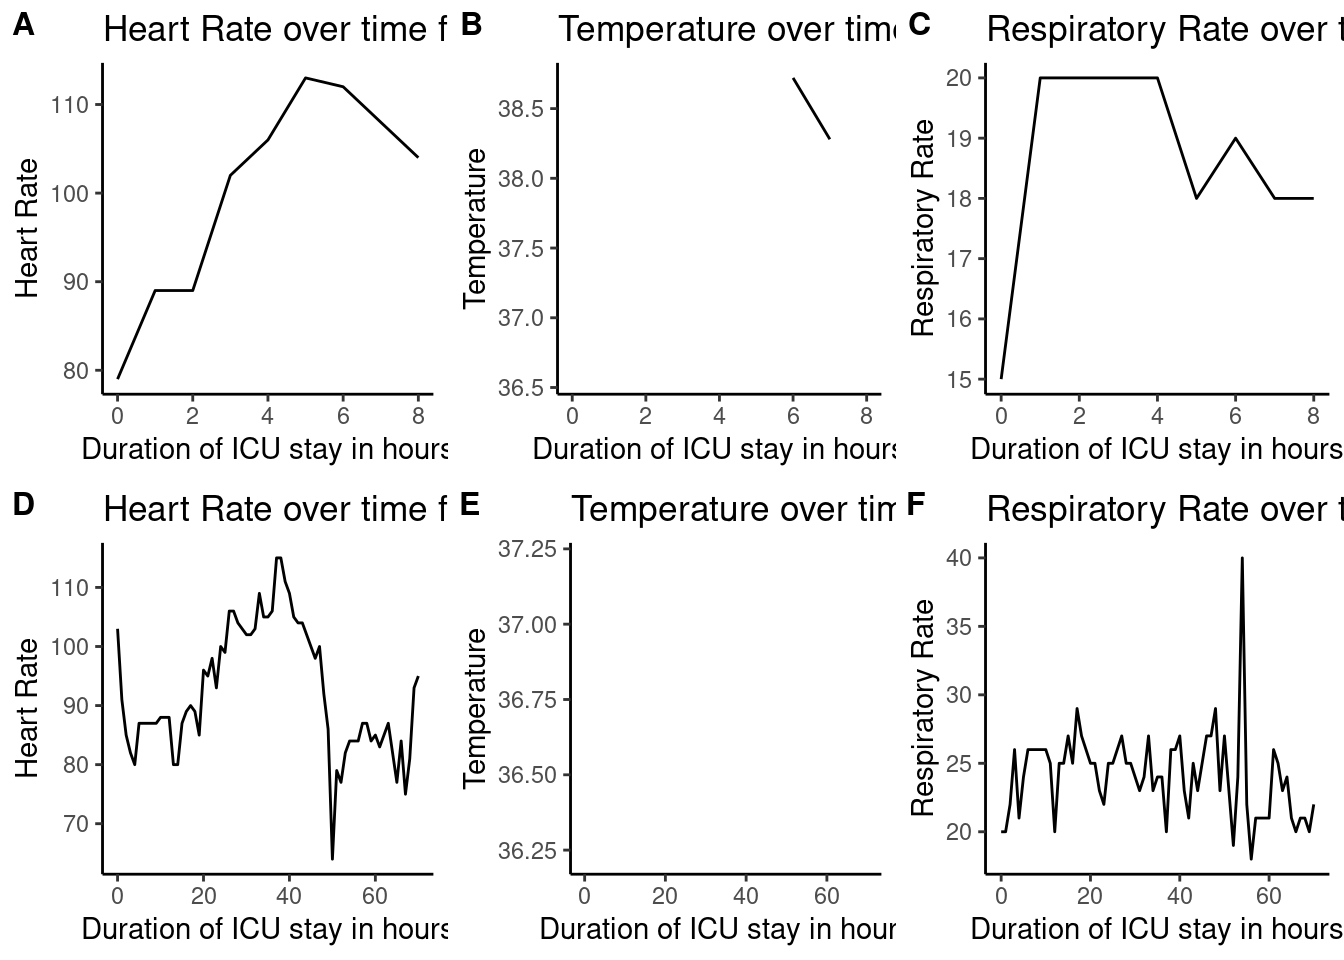 A
Heart Rate over time f
Heart Rate
110
100
90
80
0 2 4 6 8
Duration of ICU stay in hours
B
Temperature over time
Temperature
38.5
38.0
37.5
37.0
36.5
0 2 4 6 8
Duration of ICU stay in hours
C
Respiratory Rate over t
Respiratory Rate
20
19
18
17
16
15
0 2 4 6 8
Duration of ICU stay in hours
D
Heart Rate over time f
Heart Rate
110
100
90
80
70
0 20 40 60
Duration of ICU stay in hours
E
Temperature over tim
Temperature
37.25
37.00
36.75
36.50
36.25
0 20 40 60
Duration of ICU stay in hour
F
Respiratory Rate over t
Respiratory Rate
40
35
30
25
20
0 20 40 60
Duration of ICU stay in hours